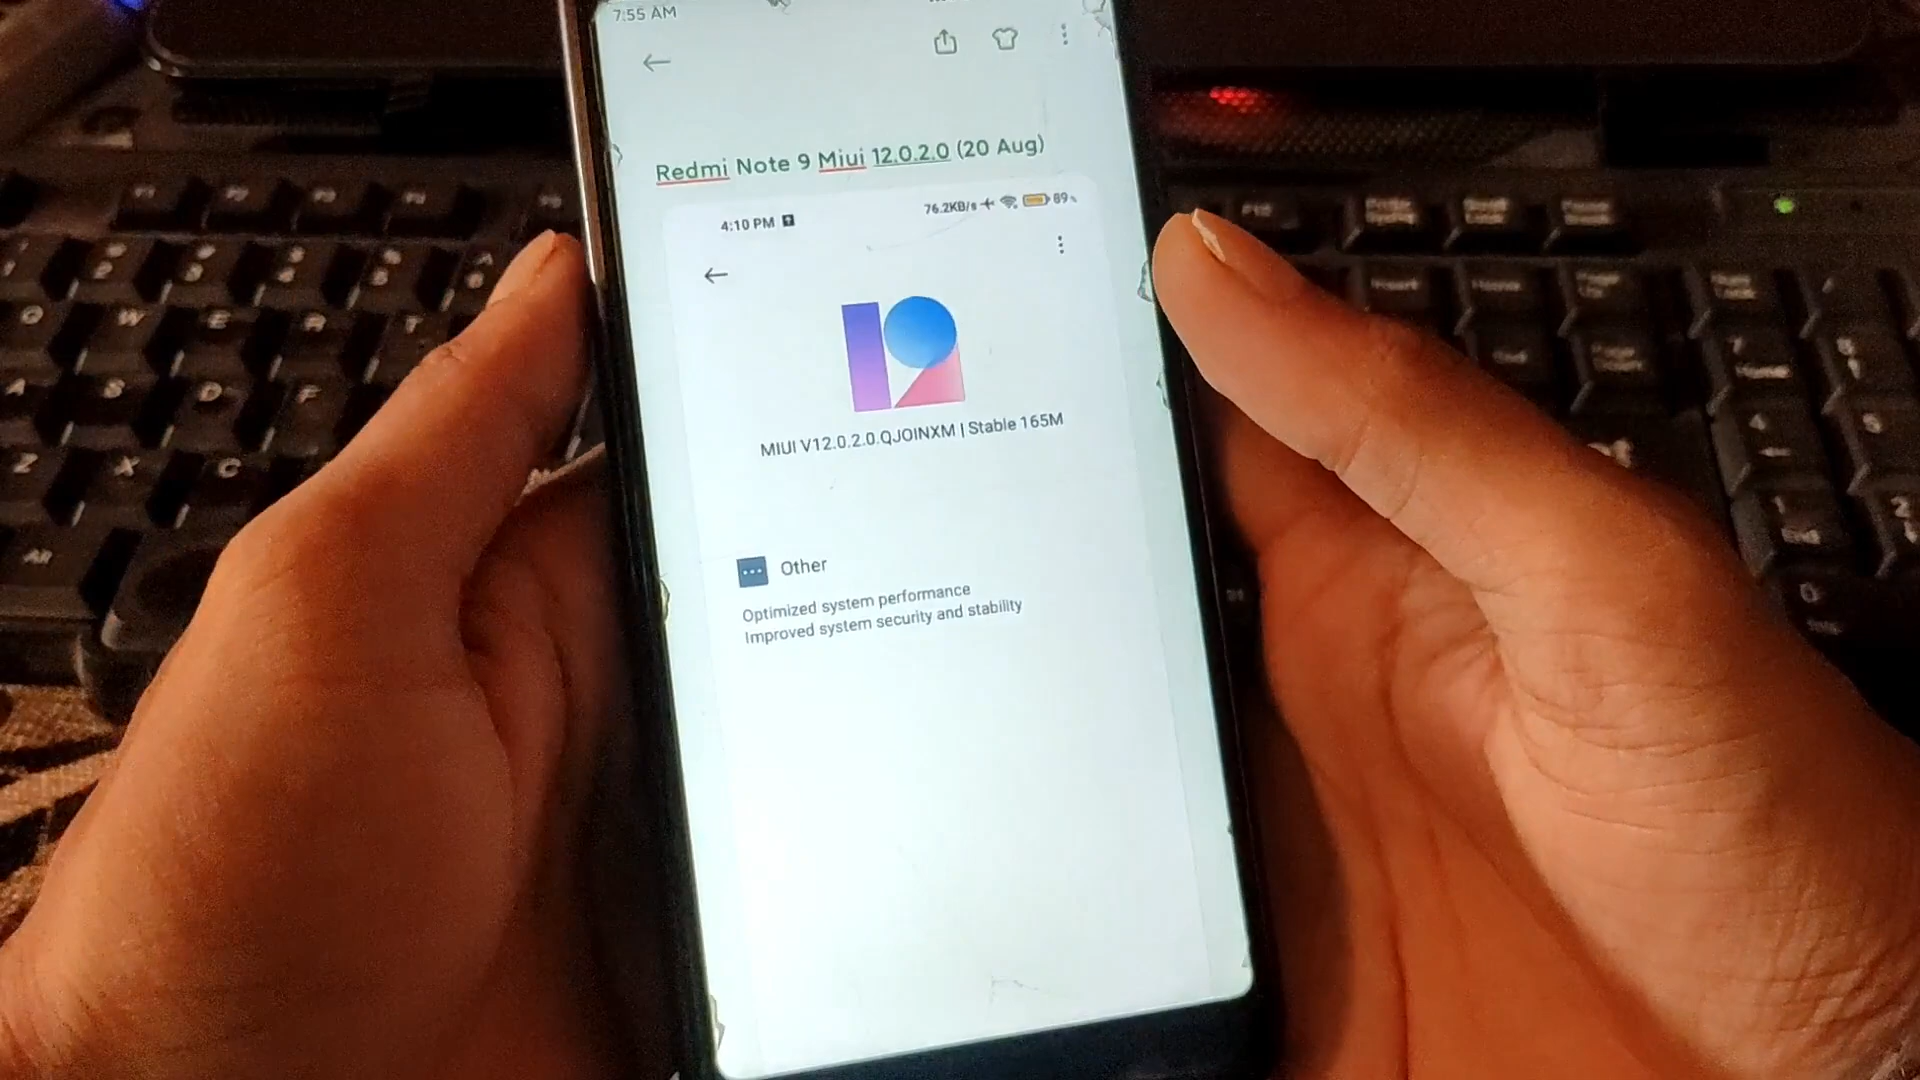 7:55 AM
Redmi Note 9 Miui 12.0.2.0 (20 Aug)
4:10 PM
76.2KB/s 89%
MIUI V12.0.2.0.QJOINXM | Stable 165M
Other
Optimized system performance
Improved system security and stability
Q W E R T
A S D F
Z X C
Alt